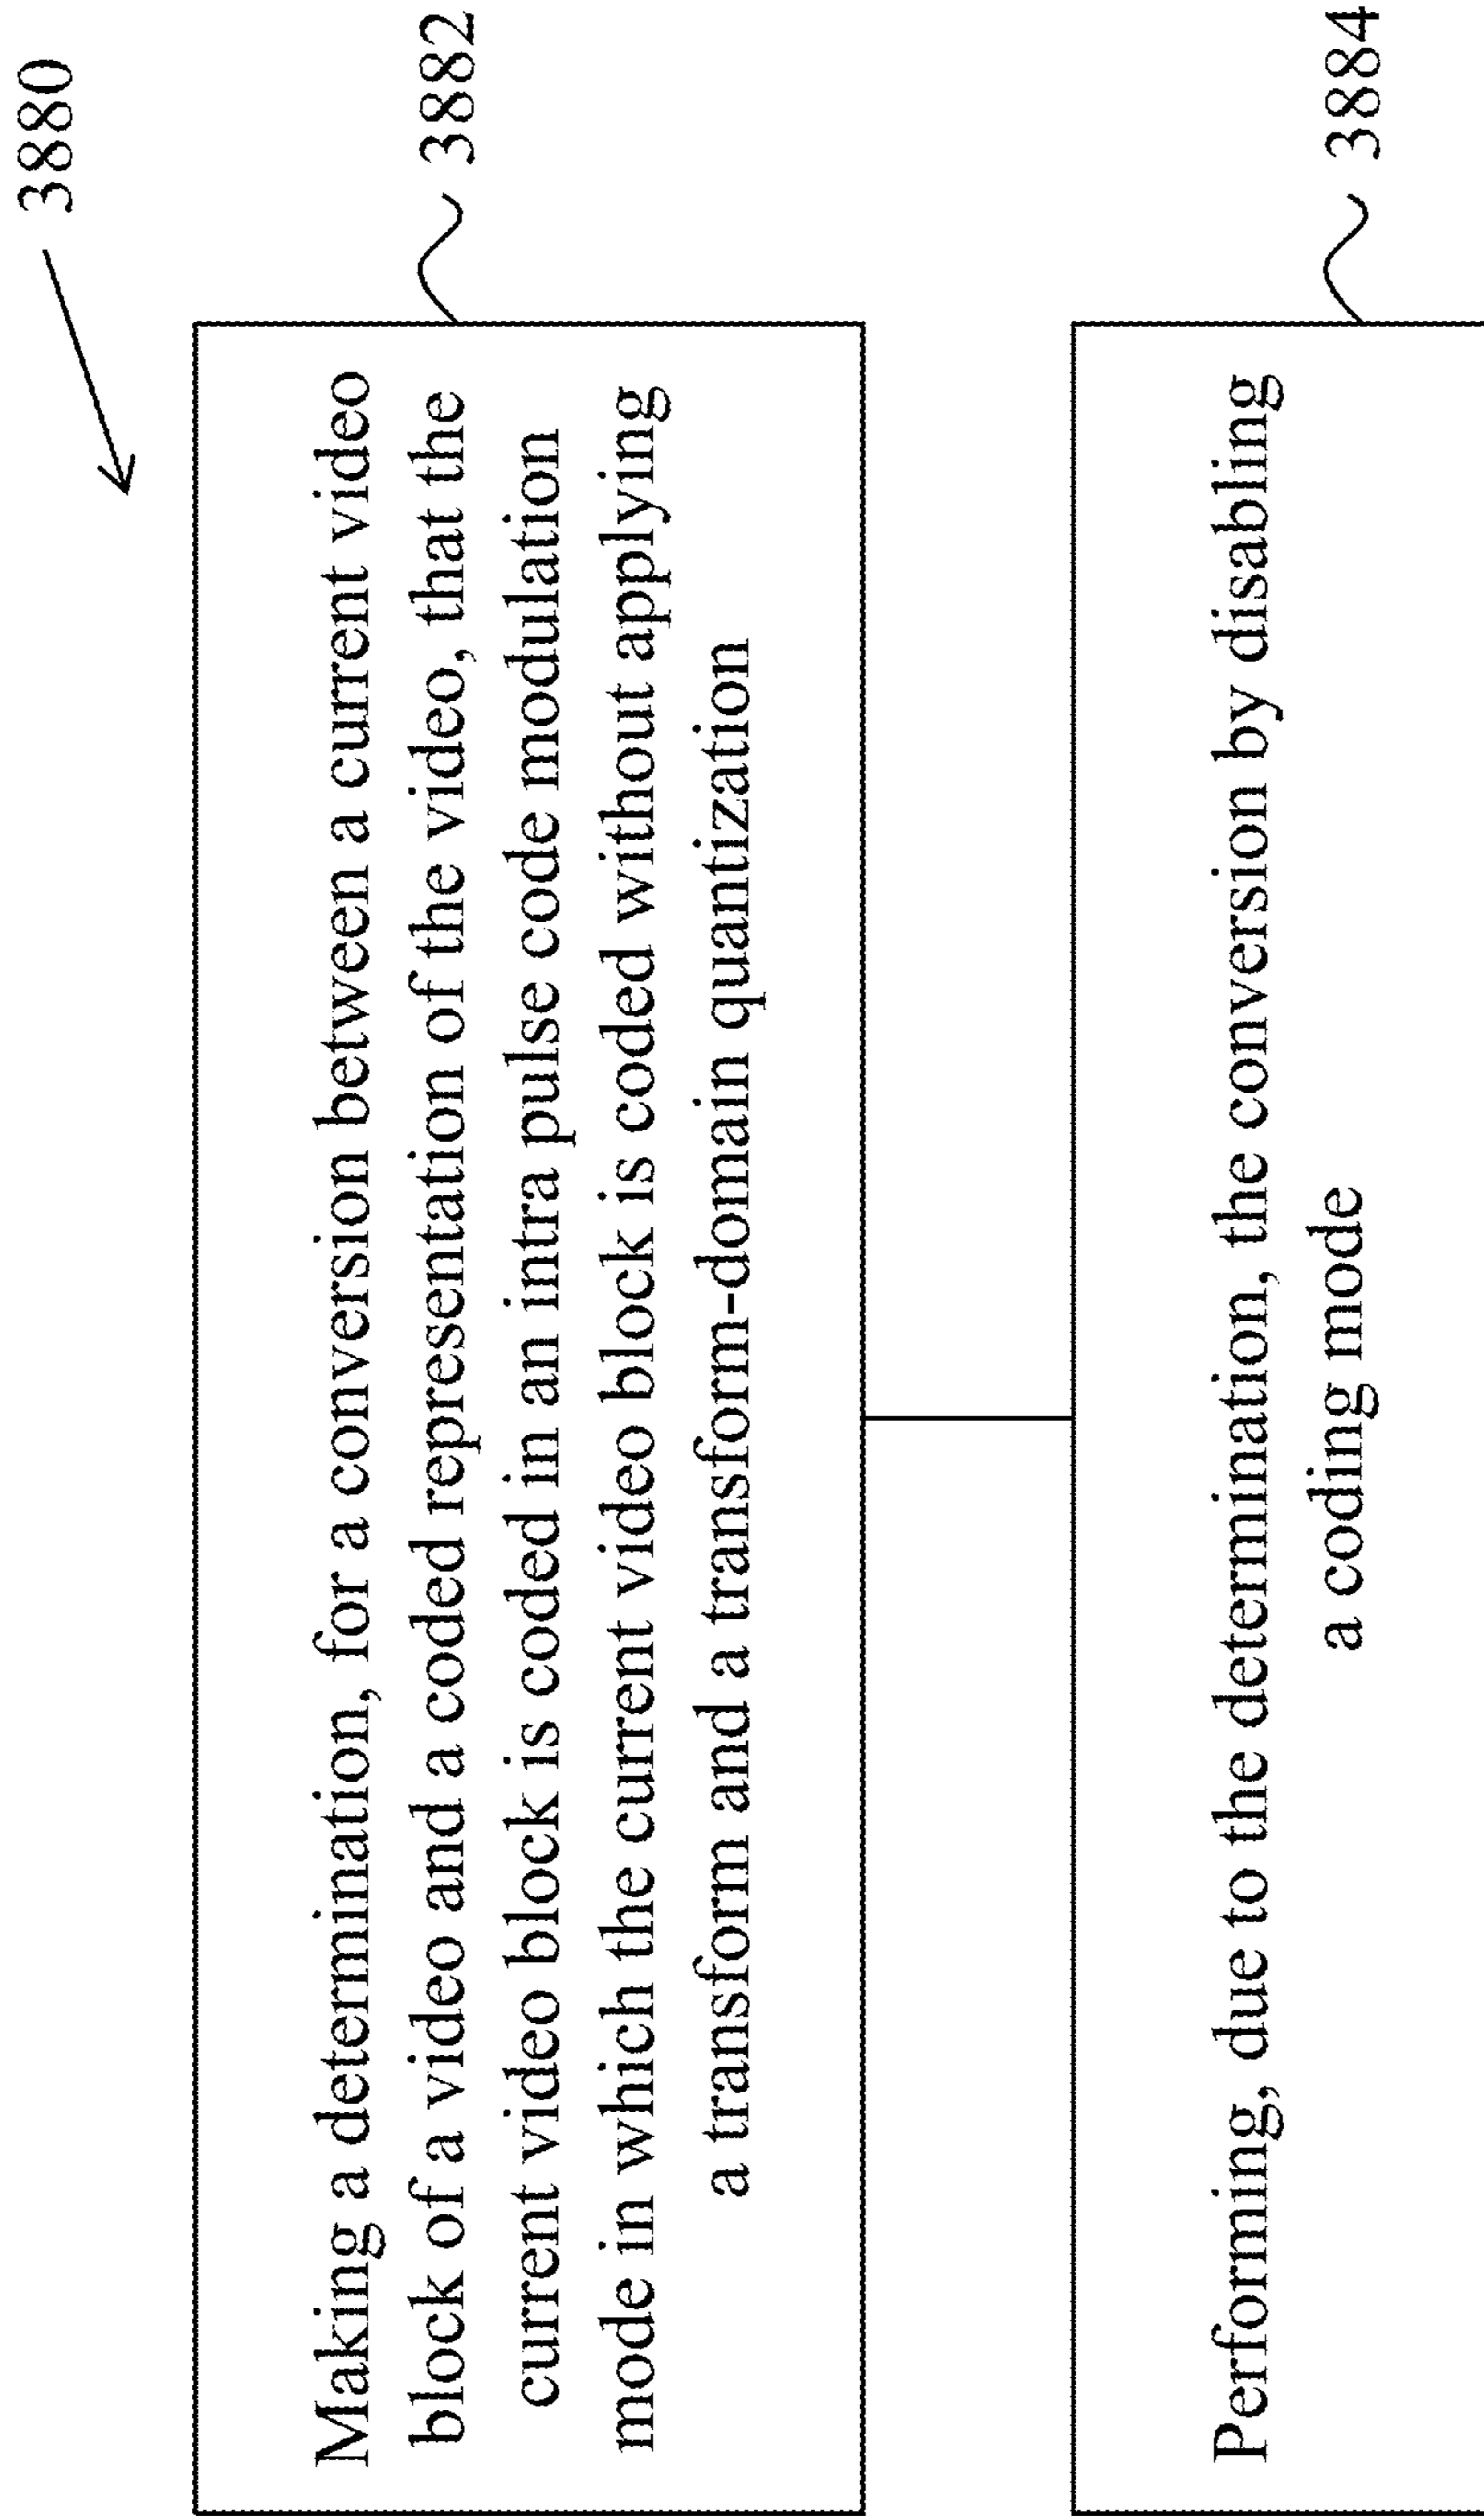 3880
Making a determination, for a conversion between a current video
block of a video and a coded representation of the video, that the
current video block is coded in an intra pulse code modulation
mode in which the current video block is coded without applying
a transform and a transform-domain quantization
3882
Performing, due to the determination, the conversion by disabling
a coding mode
3884